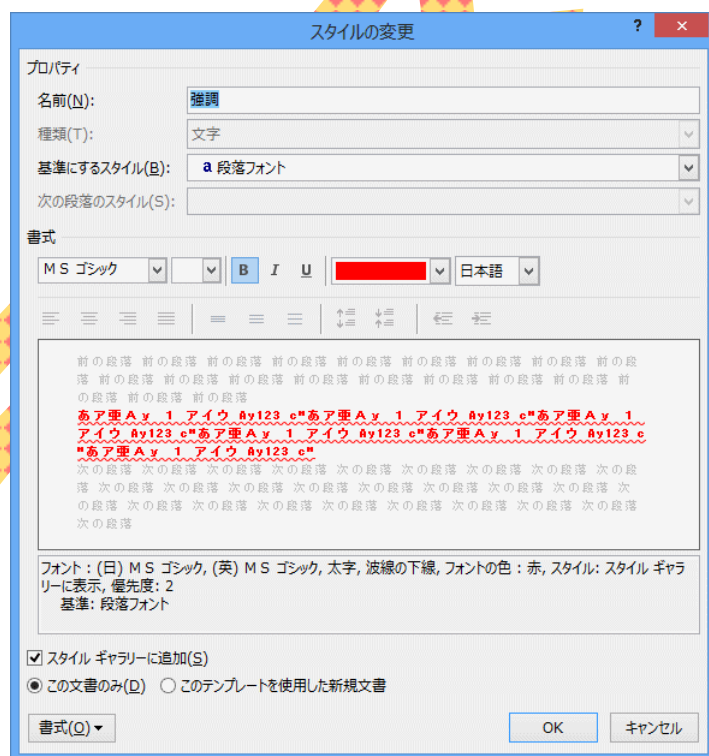 スタイルの変更
? ×
プロパティ
名前(N): 強調
種類(T): 文字
基準にするスタイル(B): a 段落フォント
次の段落のスタイル(S):
書式
ＭＳ ゴシック B I U 日本語
前の段落 前の段落 前の段落 前の段落 前の段落 前の段落 前の段落 前の段落 前の段
落 前の段落 前の段落 前の段落 前の段落 前の段落 前の段落 前の段落 前の段落 前
の段落 前の段落 前の段落
あア亜Ａｙ　１　アイウ Ay123 c"あア亜Ａｙ　１　アイウ Ay123 c"あア亜Ａｙ　１
アイウ Ay123 c"あア亜Ａｙ　１　アイウ Ay123 c"あア亜Ａｙ　１　アイウ Ay123 c
"あア亜Ａｙ　１　アイウ Ay123 c"
次の段落 次の段落 次の段落 次の段落 次の段落 次の段落 次の段落 次の段落 次の段
落 次の段落 次の段落 次の段落 次の段落 次の段落 次の段落 次の段落 次の段落 次
の段落 次の段落 次の段落 次の段落 次の段落 次の段落 次の段落 次の段落 次の段落
次の段落
フォント : (日) ＭＳ ゴシック, (英) ＭＳ ゴシック, 太字, 波線の下線, フォントの色 : 赤, スタイル: スタイル ギャラ
リーに表示, 優先度: 2
基準: 段落フォント
スタイル ギャラリーに追加(S)
この文書のみ(D) このテンプレートを使用した新規文書
書式(O) OK キャンセル